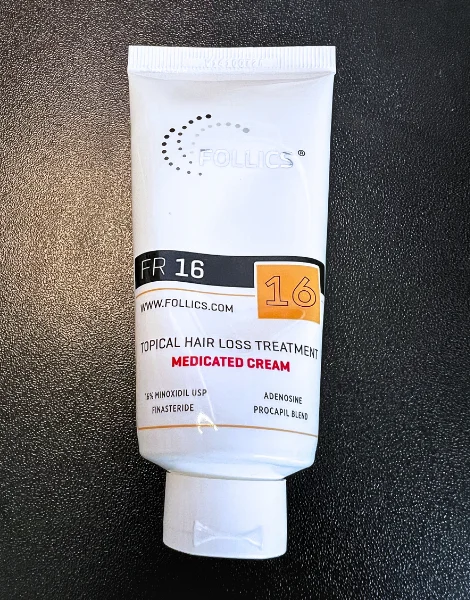 FOLLICS®
FR 16
16
WWW.FOLLICS.COM
TOPICAL HAIR LOSS TREATMENT
MEDICATED CREAM
16% MINOXIDIL USP
FINASTERIDE
ADENOSINE
PROCAPIL BLEND